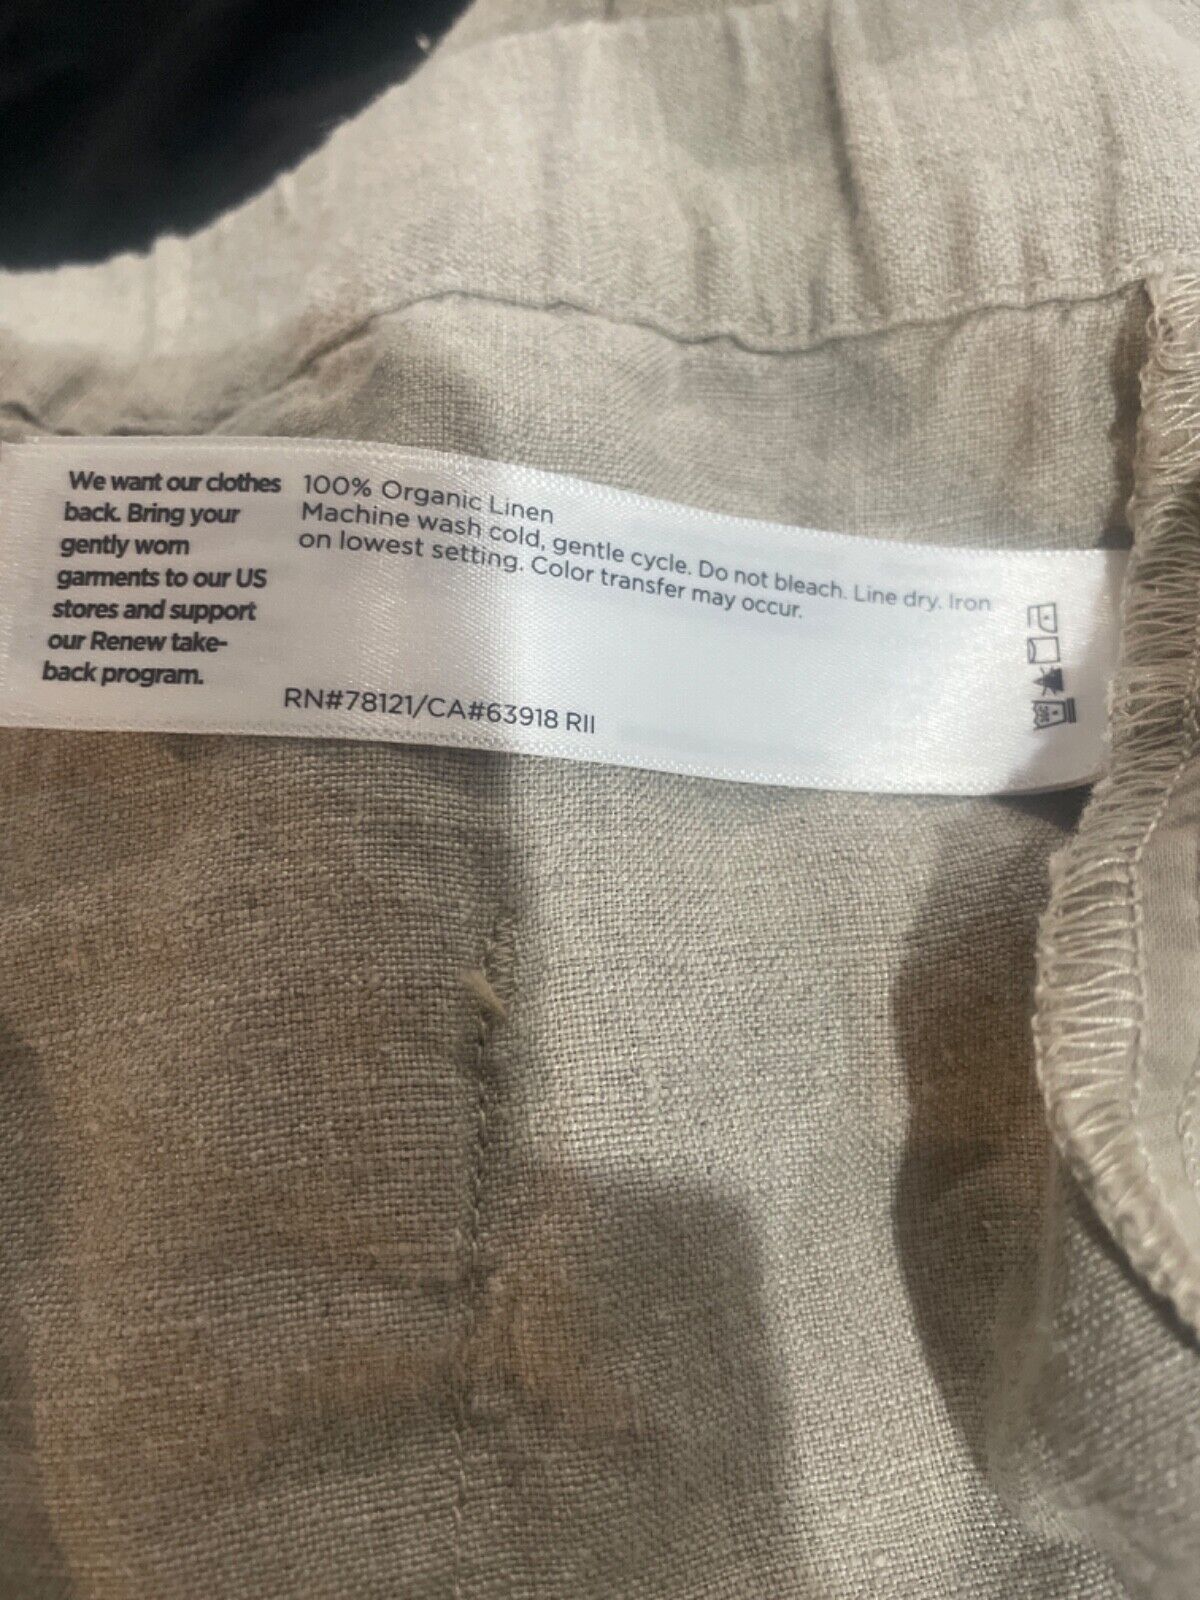 We want our clothes
back. Bring your
gently worn
garments to our US
stores and support
our Renew take-
back program.
100% Organic Linen
Machine wash cold, gentle cycle. Do not bleach. Line dry. Iron
on lowest setting. Color transfer may occur.
RN#78121/CA#63918 RII